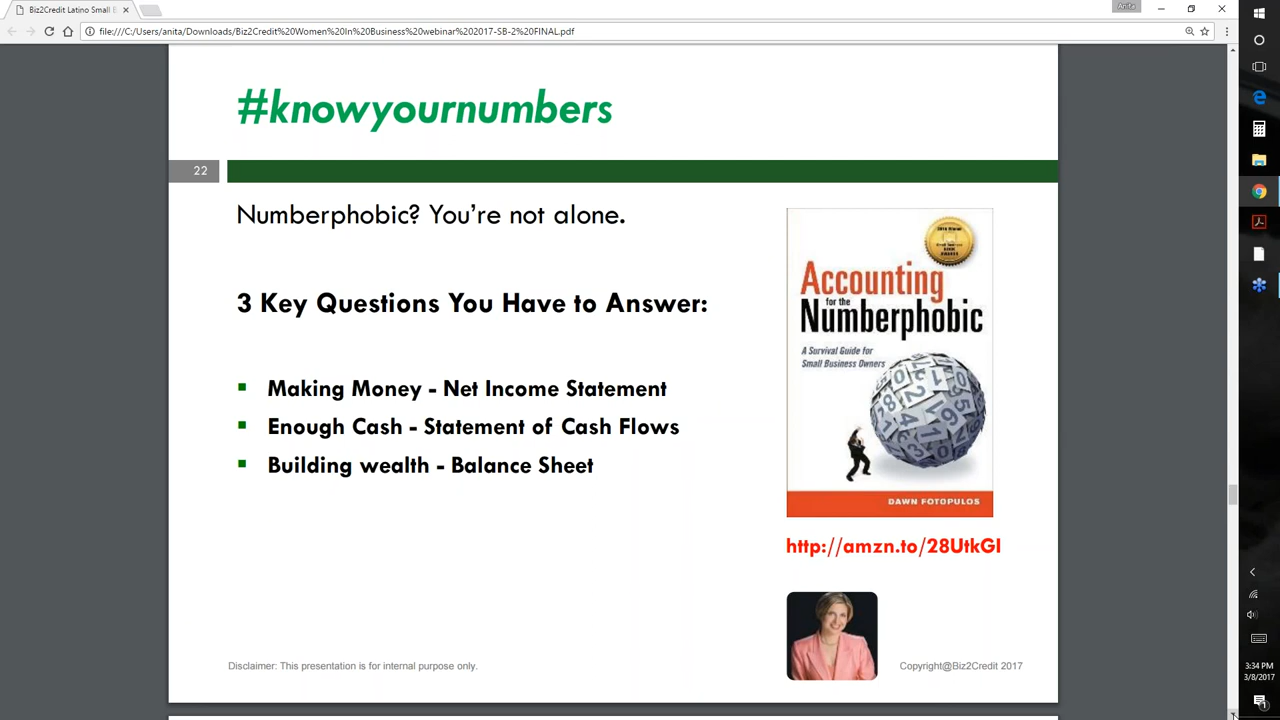 Biz2Credit Latino Small B
Anita
file:///C:/Users/anita/Downloads/Biz2Credit%20Women%20In%20Business%20webinar%202017-SB-2%20FINAL.pdf
#knowyournumbers
22
Numberphobic? You're not alone.
3 Key Questions You Have to Answer:
Making Money - Net Income Statement
Enough Cash - Statement of Cash Flows
Building wealth - Balance Sheet
Accounting
for the
Numberphobic
A Survival Guide for
Small Business Owners
DAWN FOTOPULOS
http://amzn.to/28UtkGI
Disclaimer: This presentation is for internal purpose only.
Copyright@Biz2Credit 2017
3:34 PM
3/8/2017